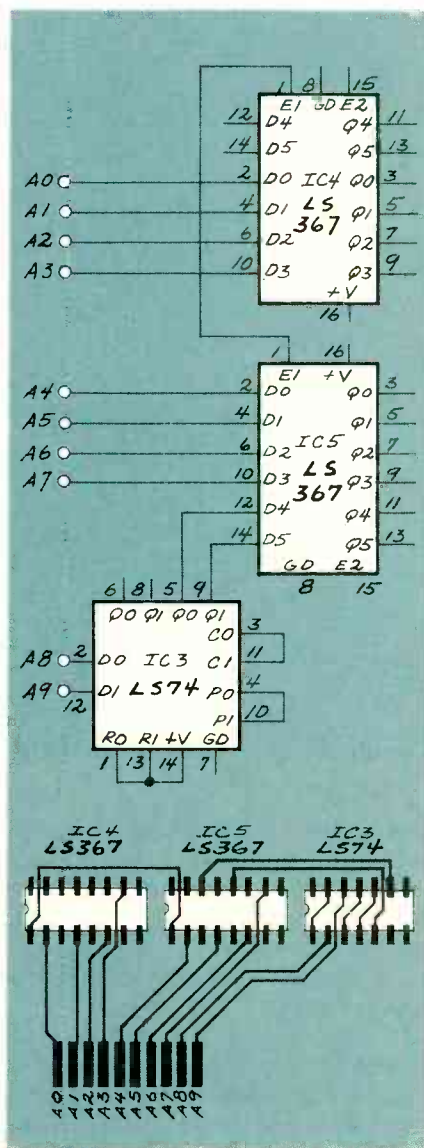 1 8 15
E1 GD E2
12 D4 Q4 11
14 D5 Q5 13
A0 2 D0 IC4 Q0 3
A1 4 D1 LS Q1 5
A2 6 D2 367 Q2 7
A3 10 D3 Q3 9
+V
16
1 16
E1 +V
A4 2 D0 Q0 3
A5 4 D1 Q1 5
A6 6 D2 IC5 Q2 7
A7 10 D3 LS Q3 9
12 D4 367 Q4 11
14 D5 Q5 13
GD E2
8 15
6 8 5 9
Q0 Q1 Q0 Q1
C0 3
A8 2 D0 IC3 C1 11
A9 12 D1 LS74 P0 4
P1 10
R0 R1 +V GD
1 13 14 7
IC4 IC5 IC3
LS367 LS367 LS74
A0 A1 A2 A3 A4 A5 A6 A7 A8 A9